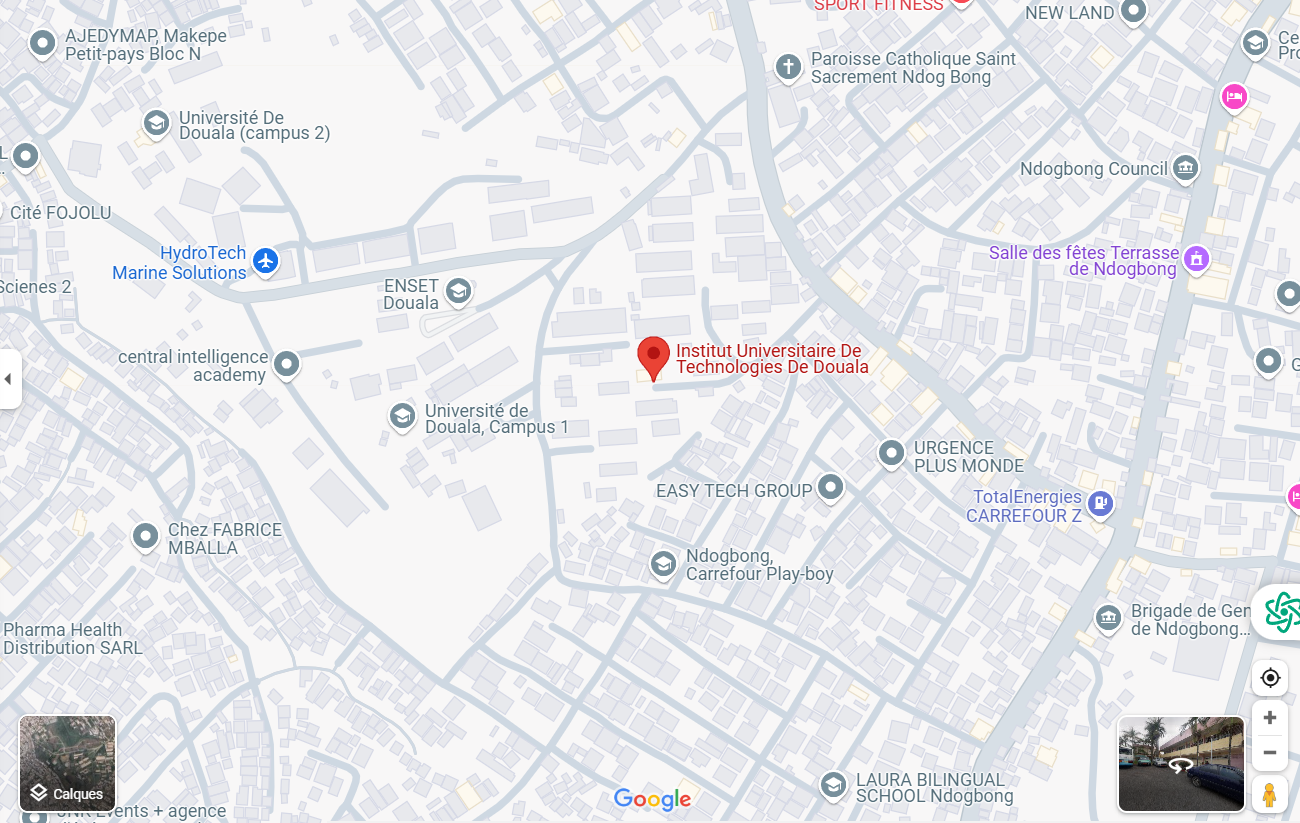 SPORT FITNESS
NEW LAND
AJEDYMAP, Makepe
Petit-pays Bloc N
Paroisse Catholique Saint
Sacrement Ndog Bong
Université De
Douala (campus 2)
Ndogbong Council
Cité FOJOLU
HydroTech
Marine Solutions
Salle des fêtes Terrasse
de Ndogbong
Scienes 2
ENSET
Douala
central intelligence
academy
Institut Universitaire De
Technologies De Douala
Université de
Douala, Campus 1
URGENCE
PLUS MONDE
EASY TECH GROUP
TotalEnergies
CARREFOUR Z
Chez FABRICE
MBALLA
Ndogbong,
Carrefour Play-boy
Brigade de Gen
de Ndogbong...
Pharma Health
Distribution SARL
Calques
LAURA BILINGUAL
SCHOOL Ndogbong
Google
Events + agence